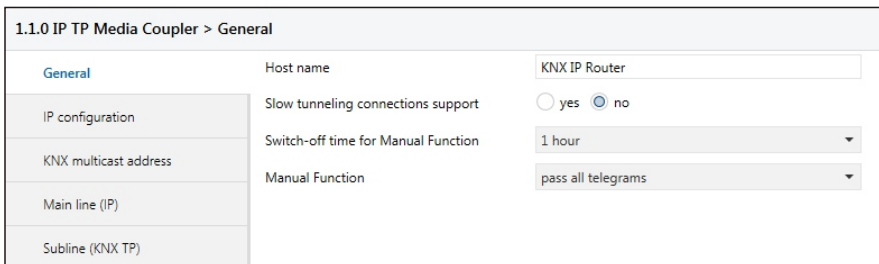 1.1.0 IP TP Media Coupler > General
General
Host name
KNX IP Router
Slow tunneling connections support
yes
no
IP configuration
Switch-off time for Manual Function
1 hour
KNX multicast address
Manual Function
pass all telegrams
Main line (IP)
Subline (KNX TP)